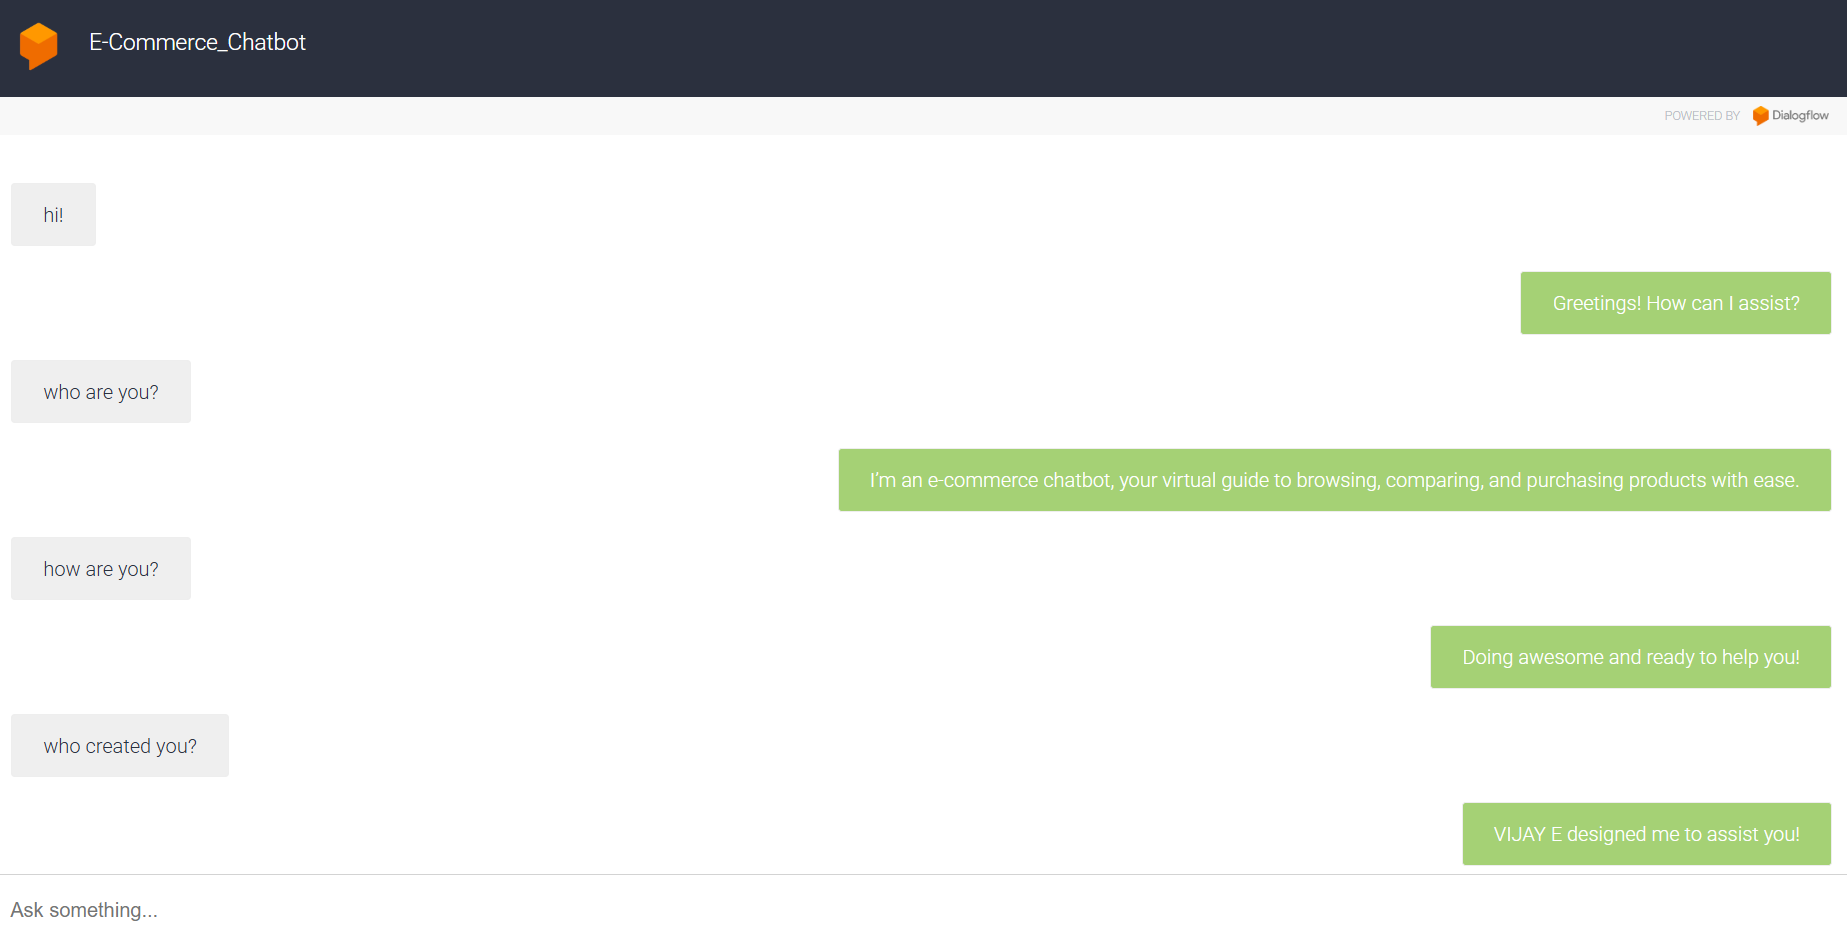 E-Commerce_Chatbot
POWERED BY Dialogflow
hi!
Greetings! How can I assist?
who are you?
I'm an e-commerce chatbot, your virtual guide to browsing, comparing, and purchasing products with ease.
how are you?
Doing awesome and ready to help you!
who created you?
VIJAY E designed me to assist you!
Ask something...